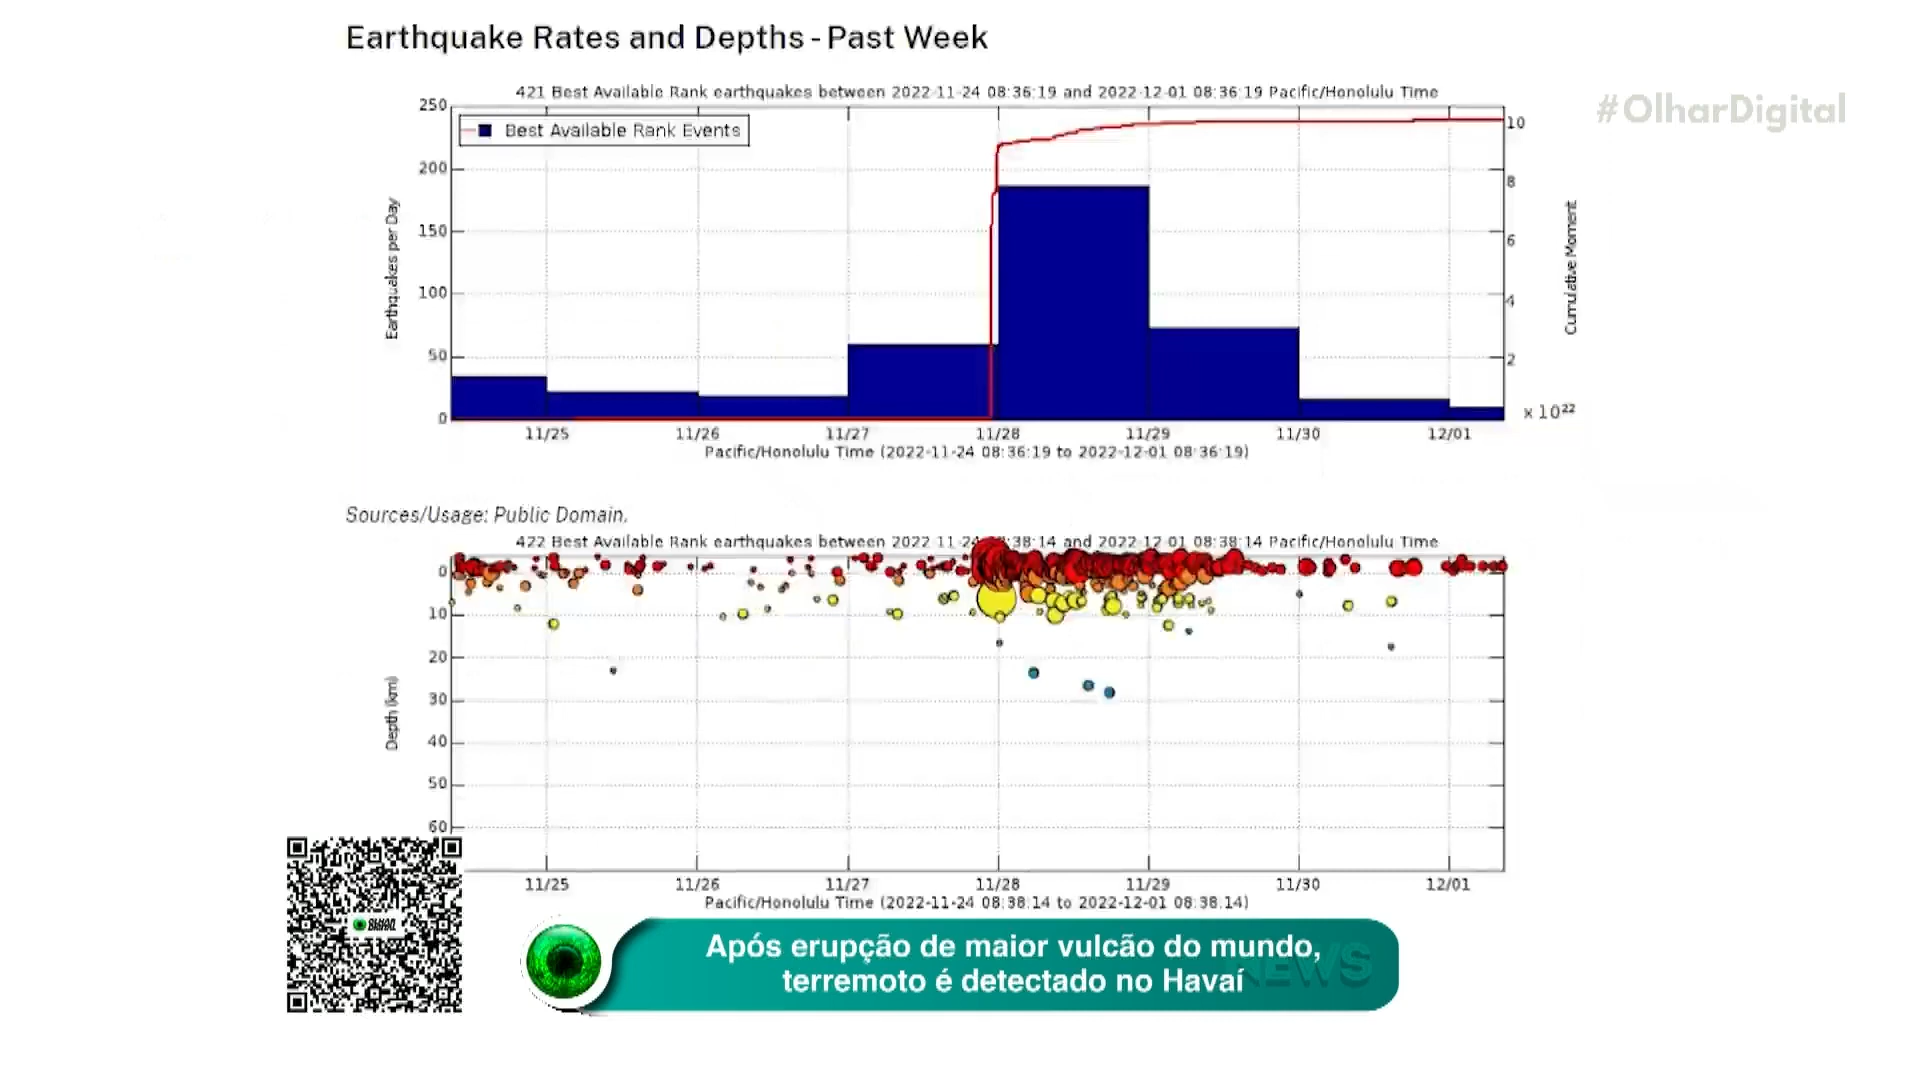 Earthquake Rates and Depths - Past Week
#OlharDigital
421 Best Available Rank earthquakes between 2022-11-24 08:36:19 and 2022-12-01 08:36:19 Pacific/Honolulu Time
Best Available Rank Events
250
200
150
100
50
0
Earthquakes per Day
10
8
6
4
2
x 10²²
Cumulative Moment
11/25 11/26 11/27 11/28 11/29 11/30 12/01
Pacific/Honolulu Time (2022-11-24 08:36:19 to 2022-12-01 08:36:19)
Sources/Usage: Public Domain.
422 Best Available Rank earthquakes between 2022 11-24 :38:14 and 2022-12-01 08:38:14 Pacific/Honolulu Time
0
10
20
30
40
50
60
Depth (km)
11/25 11/26 11/27 11/28 11/29 11/30 12/01
Pacific/Honolulu Time (2022-11-24 08:38:14 to 2022-12-01 08:38:14)
Após erupção de maior vulcão do mundo,
terremoto é detectado no Havaí
NEWS